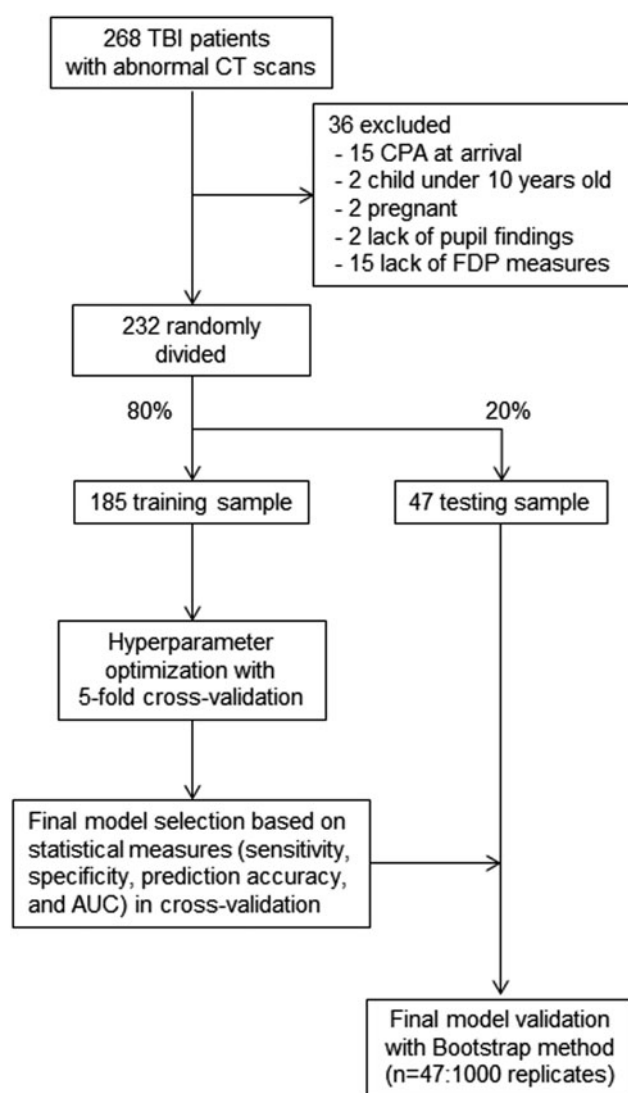 268 TBI patients
with abnormal CT scans
36 excluded
- 15 CPA at arrival
- 2 child under 10 years old
- 2 pregnant
- 2 lack of pupil findings
- 15 lack of FDP measures
232 randomly
divided
80%
20%
185 training sample
47 testing sample
Hyperparameter
optimization with
5-fold cross-validation
Final model selection based on
statistical measures (sensitivity,
specificity, prediction accuracy,
and AUC) in cross-validation
Final model validation
with Bootstrap method
(n=47:1000 replicates)